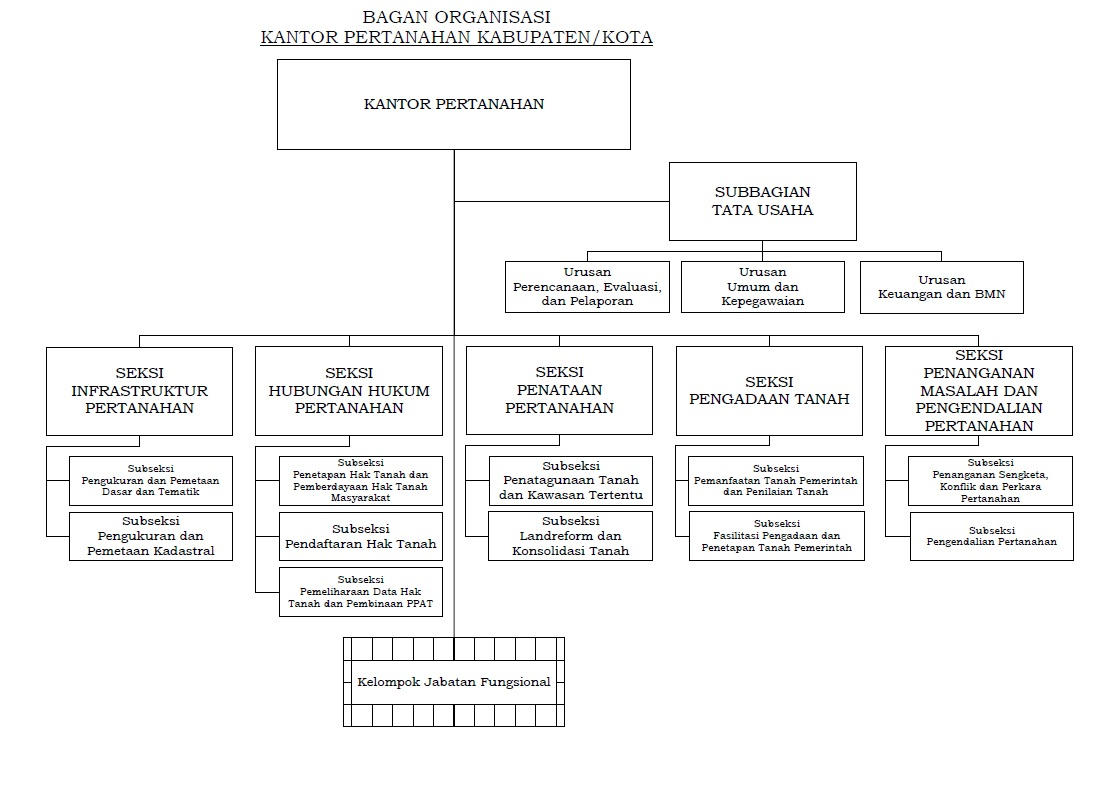 BAGAN ORGANISASI
KANTOR PERTANAHAN KABUPATEN/KOTA
KANTOR PERTANAHAN
SUBBAGIAN
TATA USAHA
Urusan
Perencanaan, Evaluasi,
dan Pelaporan
Urusan
Umum dan
Kepegawaian
Urusan
Keuangan dan BMN
SEKSI
INFRASTRUKTUR
PERTANAHAN
SEKSI
HUBUNGAN HUKUM
PERTANAHAN
SEKSI
PENATAAN
PERTANAHAN
SEKSI
PENGADAAN TANAH
SEKSI
PENANGANAN
MASALAH DAN
PENGENDALIAN
PERTANAHAN
Subseksi
Pengukuran dan Pemetaan
Dasar dan Tematik
Subseksi
Pengukuran dan
Pemetaan Kadastral
Subseksi
Penetapan Hak Tanah dan
Pemberdayaan Hak Tanah
Masyarakat
Subseksi
Pendaftaran Hak Tanah
Subseksi
Pemeliharaan Data Hak
Tanah dan Pembinaan PPAT
Subseksi
Penatagunaan Tanah
dan Kawasan Tertentu
Subseksi
Landreform dan
Konsolidasi Tanah
Subseksi
Pemanfaatan Tanah Pemerintah
dan Penilaian Tanah
Subseksi
Fasilitasi Pengadaan dan
Penetapan Tanah Pemerintah
Subseksi
Penanganan Sengketa,
Konflik dan Perkara
Pertanahan
Subseksi
Pengendalian Pertanahan
Kelompok Jabatan Fungsional